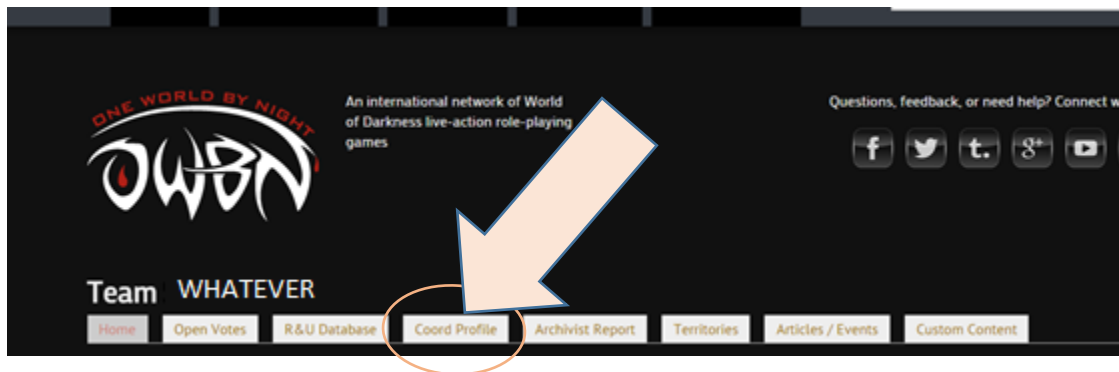 ONE WORLD BY NIGHT
OWBN
An international network of World
of Darkness live-action role-playing
games
Questions, feedback, or need help? Connect w
f t. g+
Team WHATEVER
Home Open Votes R&U Database Coord Profile Archivist Report Territories Articles / Events Custom Content